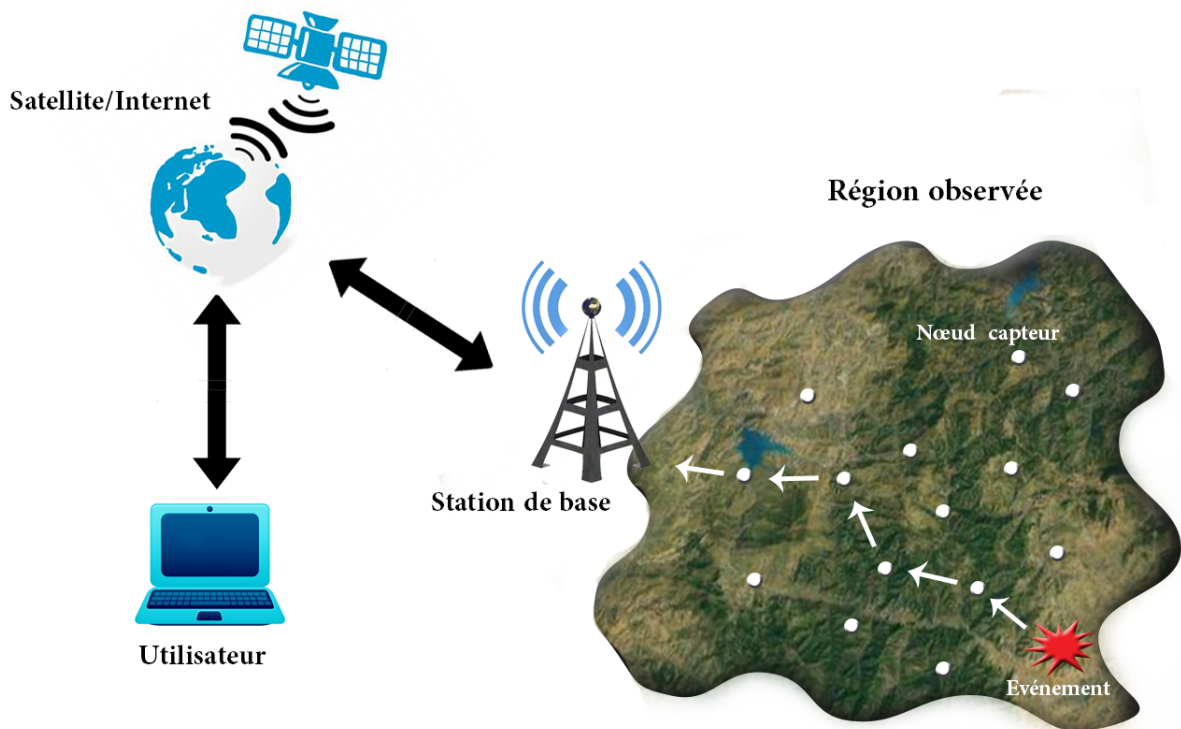 Satellite/Internet
Région observée
Nœud capteur
Station de base
Utilisateur
Evénement